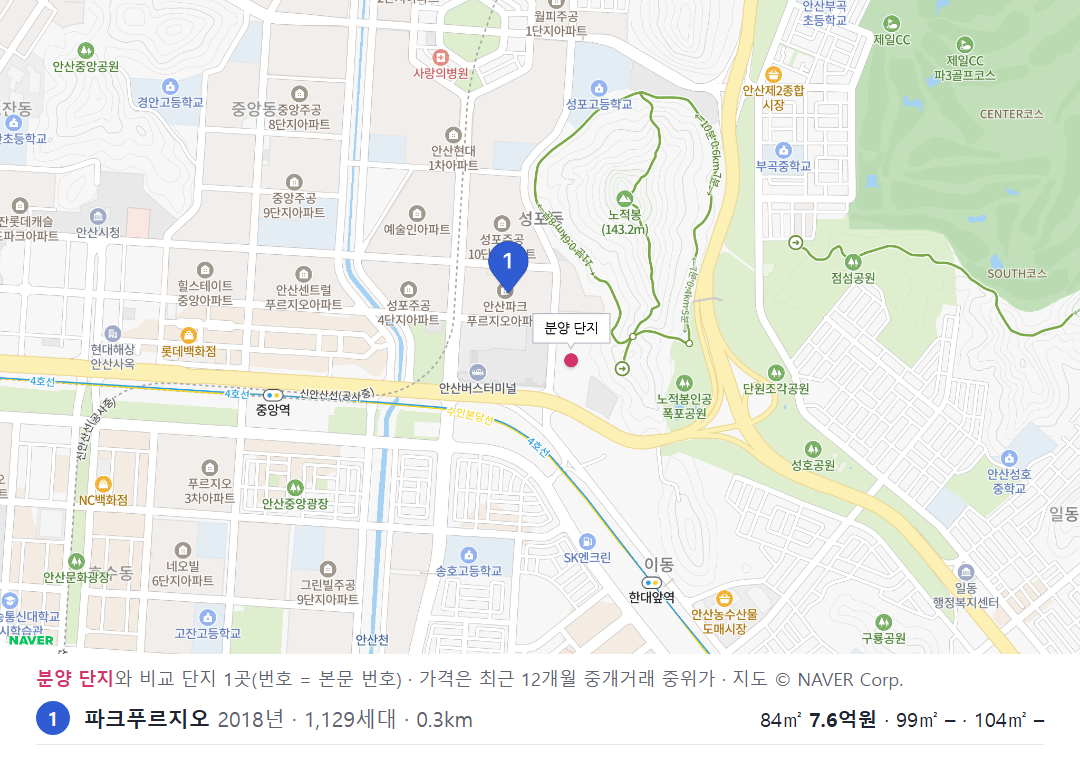 월피주공
1단지아파트
안산부곡
초등학교
제일CC
제일CC
파3골프코스
안산중앙공원
사랑의병원
안산제2종합
시장
경안고등학교
중앙동
중앙주공
8단지아파트
성포고등학교
CENTER코스
안산현대
1차아파트
부곡중학교
중앙주공
9단지아파트
노적봉
(143.2m)
예술인아파트
성포동
안산시청
성포주공
점섬공원
SOUTH코스
힐스테이트
중앙아파트
안산센트럴
푸르지오아파트
성포주공
4단지아파트
1
안산파크
푸르지오아파
분양 단지
현대해상
안산사옥
롯데백화점
안산버스터미널
노적봉인공
폭포공원
단원조각공원
4호선
4호선
중앙역
신안산선(공사중)
신안산선(공사중)
수인분당선
4호선
성호공원
안산성호
중학교
NC백화점
푸르지오
3차아파트
안산중앙광장
일동
SK엔크린
이동
한대앞역
송호고등학교
네오빌
6단지아파트
그린빌주공
9단지아파트
안산문화광장
일동
행정복지센터
안산농수산물
도매시장
고잔고등학교
안산천
구룡공원
NAVER
분양 단지와 비교 단지 1곳(번호 = 본문 번호) · 가격은 최근 12개월 중개거래 중위가 · 지도 © NAVER Corp.
1 파크푸르지오 2018년 · 1,129세대 · 0.3km 84㎡ 7.6억원 · 99㎡ – · 104㎡ –